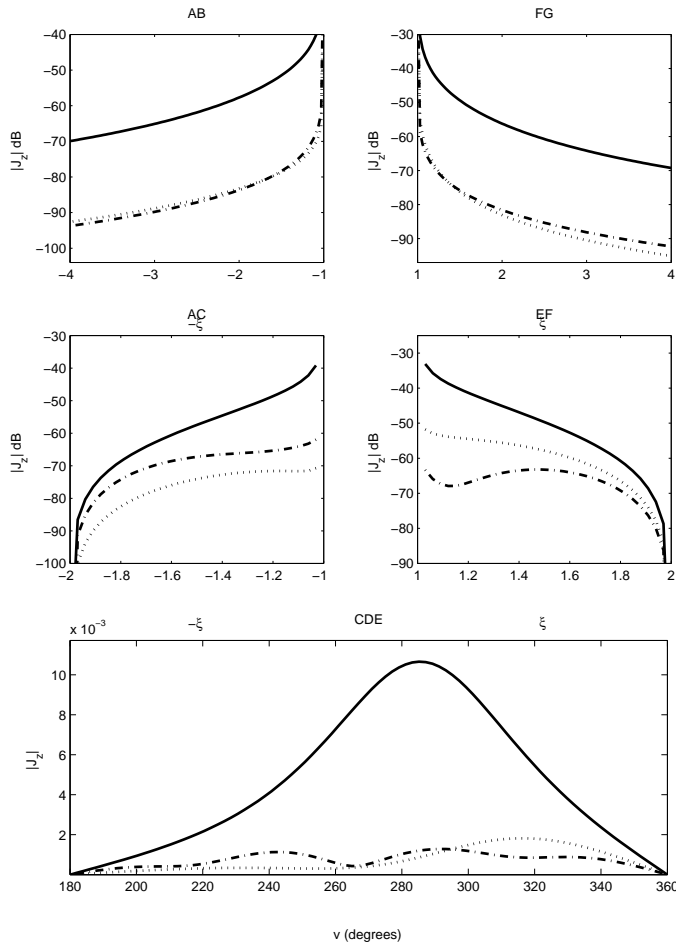 AB
−40
−50
−60
−70
−80
−90
−100
|J_z| dB
−4 −3 −2 −1
−ξ
FG
−30
−40
−50
−60
−70
−80
−90
|J_z| dB
1 2 3 4
ξ
AC
−30
−40
−50
−60
−70
−80
−90
−100
|J_z| dB
−2 −1.8 −1.6 −1.4 −1.2 −1
−ξ
EF
−30
−40
−50
−60
−70
−80
−90
|J_z| dB
1 1.2 1.4 1.6 1.8 2
ξ
CDE
x 10⁻³
10
8
6
4
2
|J_z|
180 200 220 240 260 280 300 320 340 360
v (degrees)